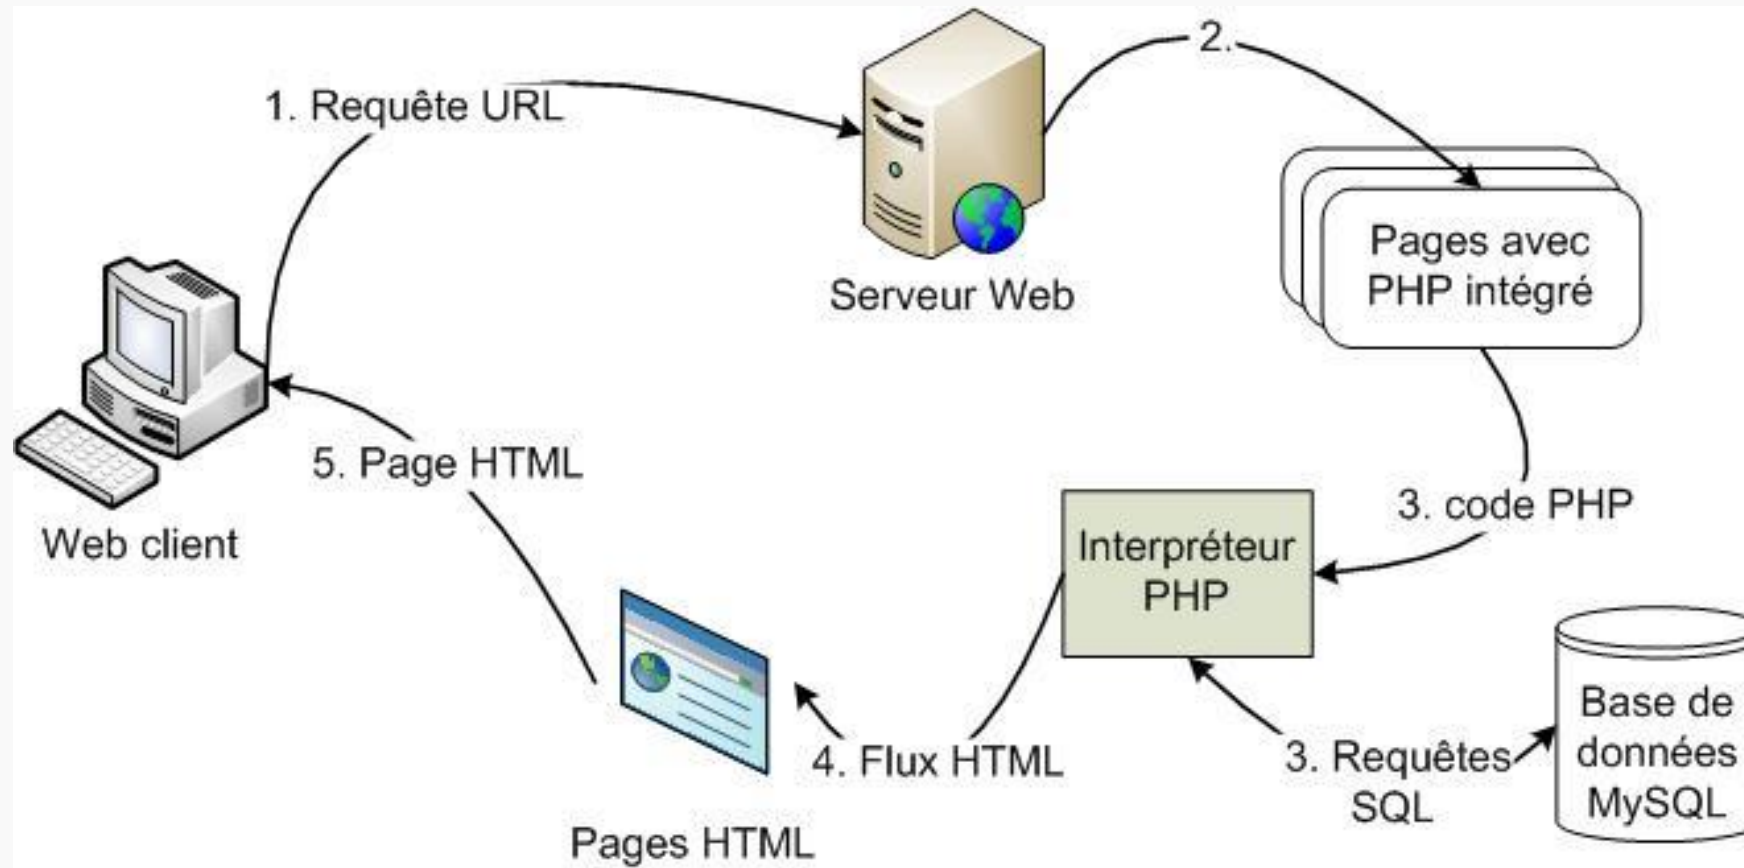 1. Requête URL
2.
Serveur Web
Pages avec
PHP intégré
3. code PHP
Interpréteur
PHP
3. Requêtes
SQL
Base de
données
MySQL
4. Flux HTML
Pages HTML
5. Page HTML
Web client